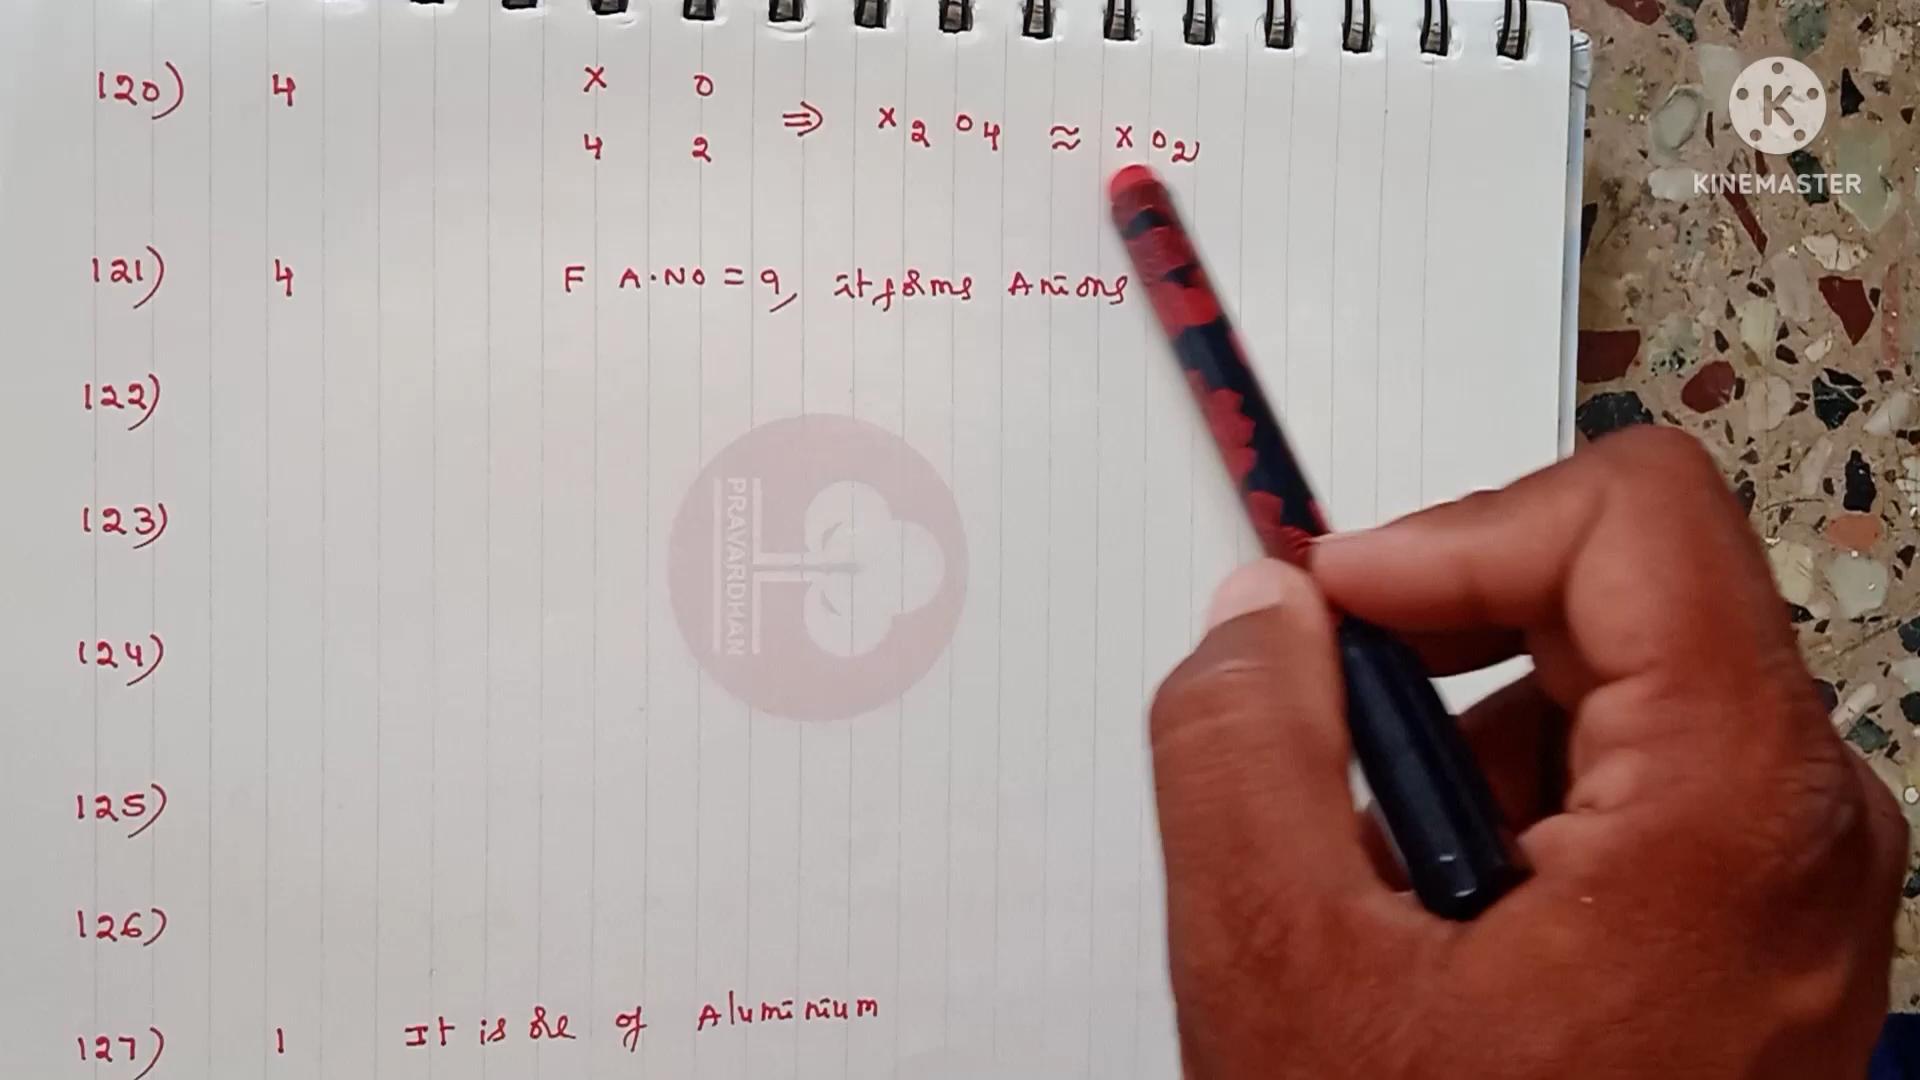 120) 4 X O ⇒ X2O4 ≈ XO2
4 2
121) 4 F A.NO = 9, it forms Anions
122)
123)
124)
125)
126)
127) 1 It is ore of Aluminium
PRAVARDHAN
K
KINEMASTER